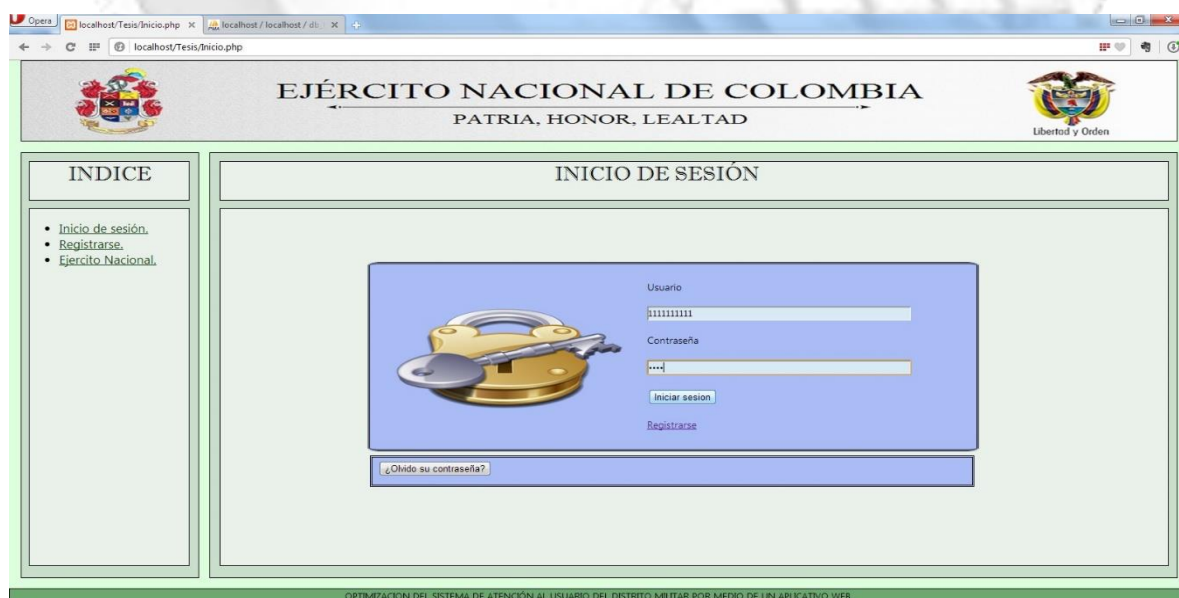 Opera
localhost/Tesis/Inicio.php
localhost / localhost / db_
localhost/Tesis/Inicio.php
EJÉRCITO NACIONAL DE COLOMBIA
PATRIA, HONOR, LEALTAD
Libertad y Orden
INDICE
Inicio de sesión.
Registrarse.
Ejercito Nacional.
INICIO DE SESIÓN
Usuario
1111111111
Contraseña
••••
Iniciar sesion
Registrarse
¿Olvido su contraseña?
OPTIMIZACION DEL SISTEMA DE ATENCIÓN AL USUARIO DEL DISTRITO MILITAR POR MEDIO DE UN APLICATIVO WEB